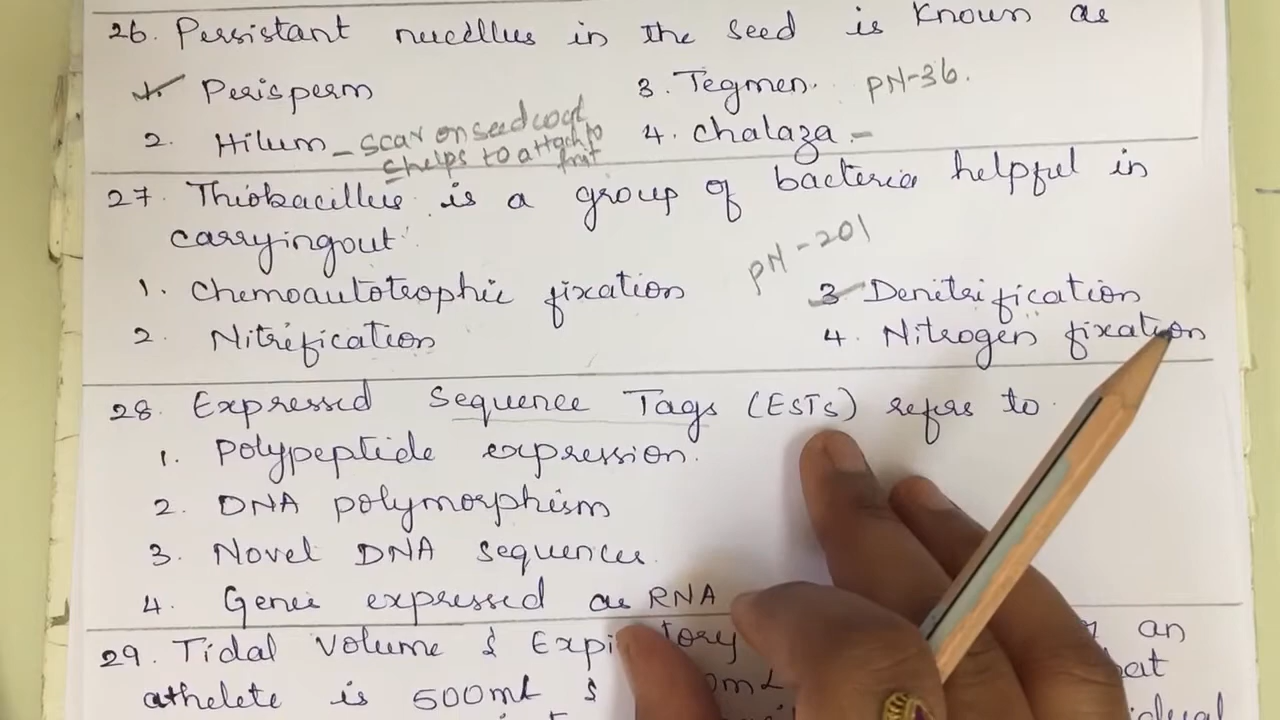 26. Persistant nucellus in the seed is known as
1. Perisperm
3. Tegmen. PN-36.
2. Hilum - scar on seed coat
helps to attach to
fruit
4. chalaza -
27. Thiobacillus is a group of bacteria helpful in
carryingout
PN-201
1. Chemoautotrophic fixation
3 Denitrification
2. Nitrification
4. Nitrogen fixation
28. Expressed Sequence Tags (ESTs) refers to
1. Polypeptide expression.
2. DNA polymorphism
3. Novel DNA sequences
4. Genes expressed as RNA
29. Tidal Volume & an
athelete is 500mL &